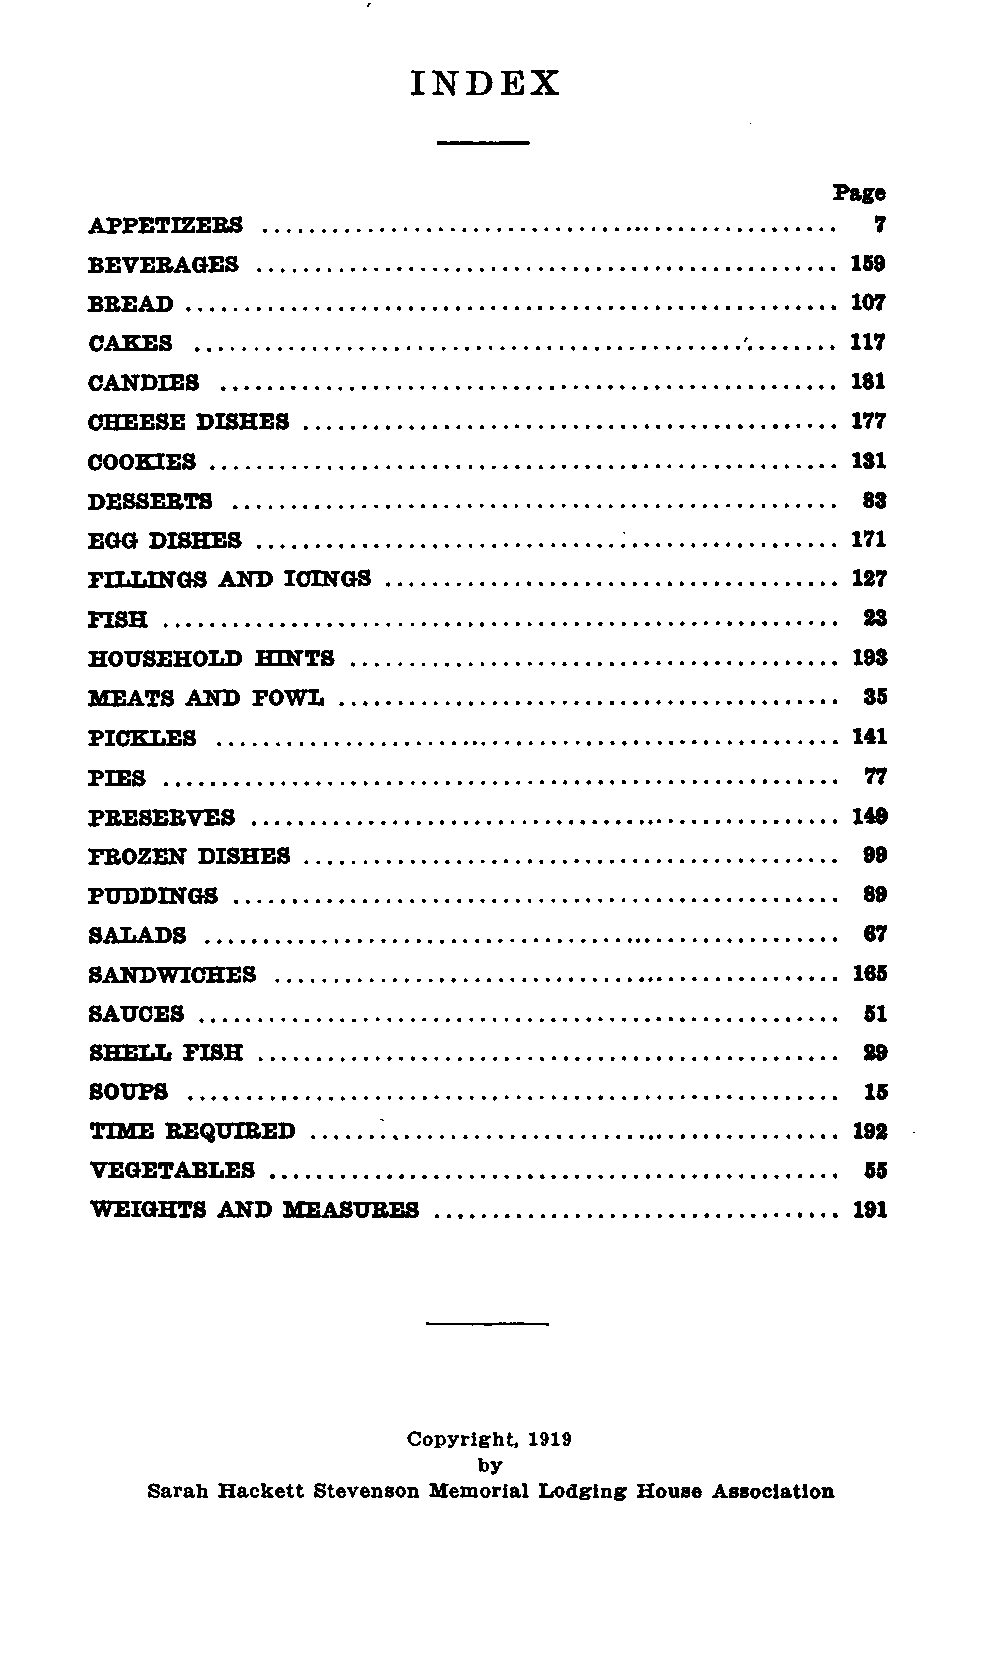 INDEX
Page
APPETIZERS ................................................ 7
BEVERAGES ................................................ 159
BREAD ...................................................... 107
CAKES ...................................................... 117
CANDIES .................................................... 181
CHEESE DISHES ............................................. 177
COOKIES .................................................... 131
DESSERTS ................................................... 83
EGG DISHES ................................................. 171
FILLINGS AND ICINGS ...................................... 127
FISH ........................................................ 23
HOUSEHOLD HINTS ......................................... 193
MEATS AND FOWL .......................................... 35
PICKLES .................................................... 141
PIES ........................................................ 77
PRESERVES ................................................. 149
FROZEN DISHES ............................................. 99
PUDDINGS ................................................... 89
SALADS ..................................................... 67
SANDWICHES ................................................ 165
SAUCES ..................................................... 51
SHELL FISH ................................................. 29
SOUPS ...................................................... 15
TIME REQUIRED ............................................ 192
VEGETABLES ................................................ 55
WEIGHTS AND MEASURES .................................. 191
Copyright, 1919
by
Sarah Hackett Stevenson Memorial Lodging House Association